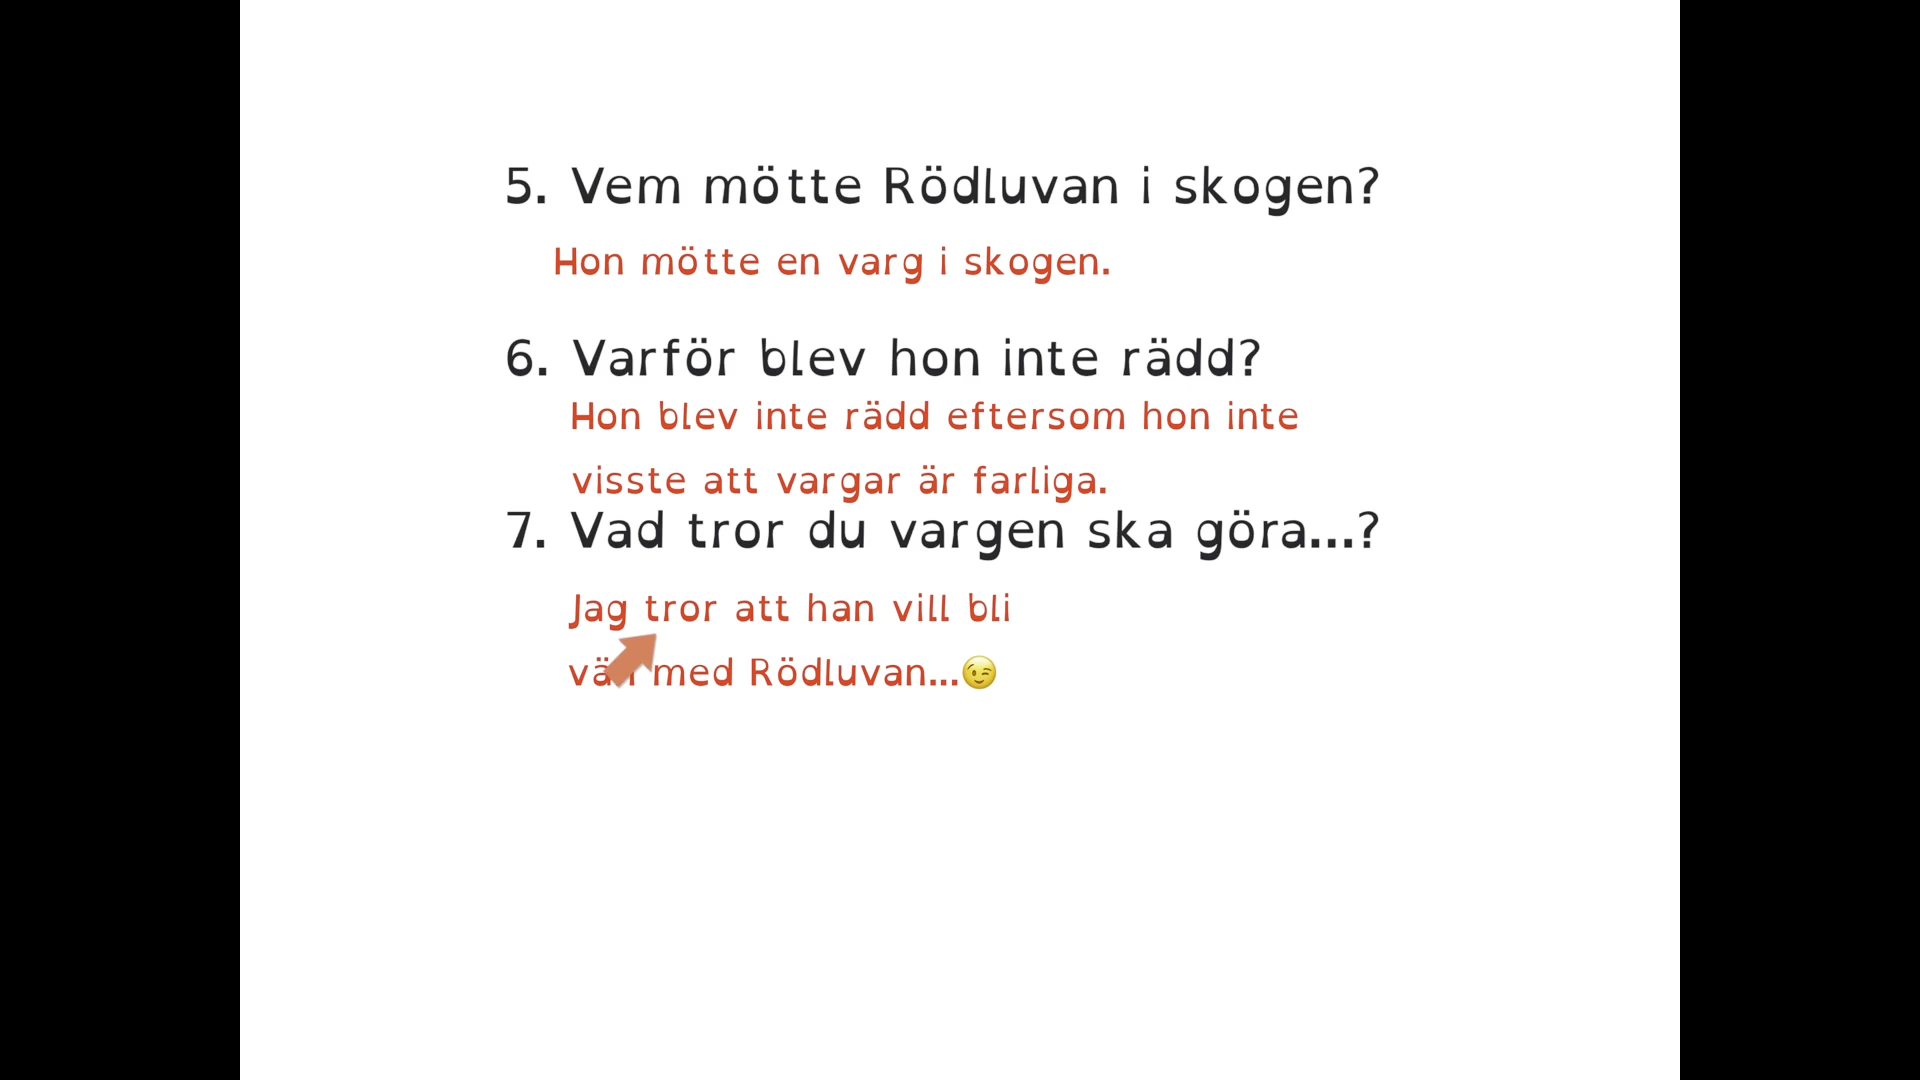 5. Vem mötte Rödluvan i skogen?
Hon mötte en varg i skogen.
6. Varför blev hon inte rädd?
Hon blev inte rädd eftersom hon inte
visste att vargar är farliga.
7. Vad tror du vargen ska göra...?
Jag tror att han vill bli
vän med Rödluvan...😉